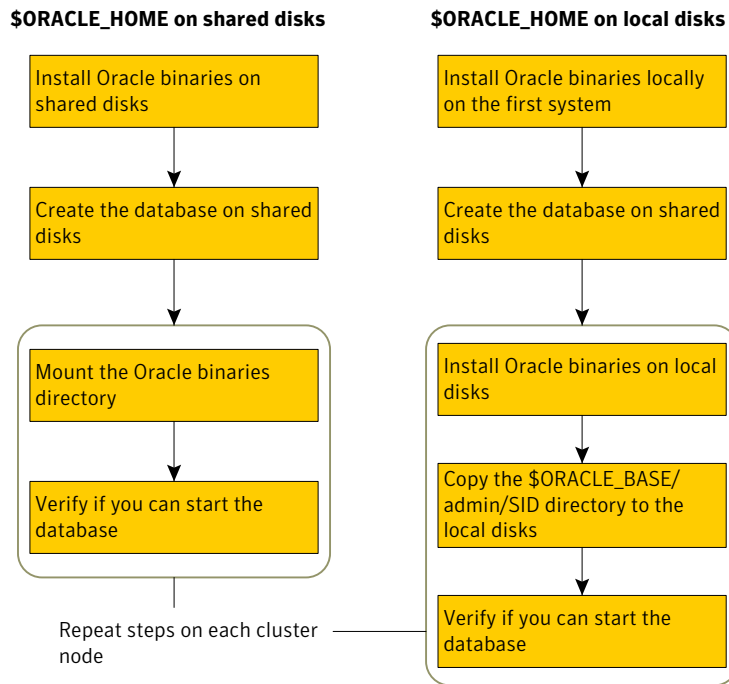 $ORACLE_HOME on shared disks
Install Oracle binaries on
shared disks
Create the database on shared
disks
Mount the Oracle binaries
directory
Verify if you can start the
database
Repeat steps on each cluster
node
$ORACLE_HOME on local disks
Install Oracle binaries locally
on the first system
Create the database on shared
disks
Install Oracle binaries on local
disks
Copy the $ORACLE_BASE/
admin/SID directory to the
local disks
Verify if you can start the
database